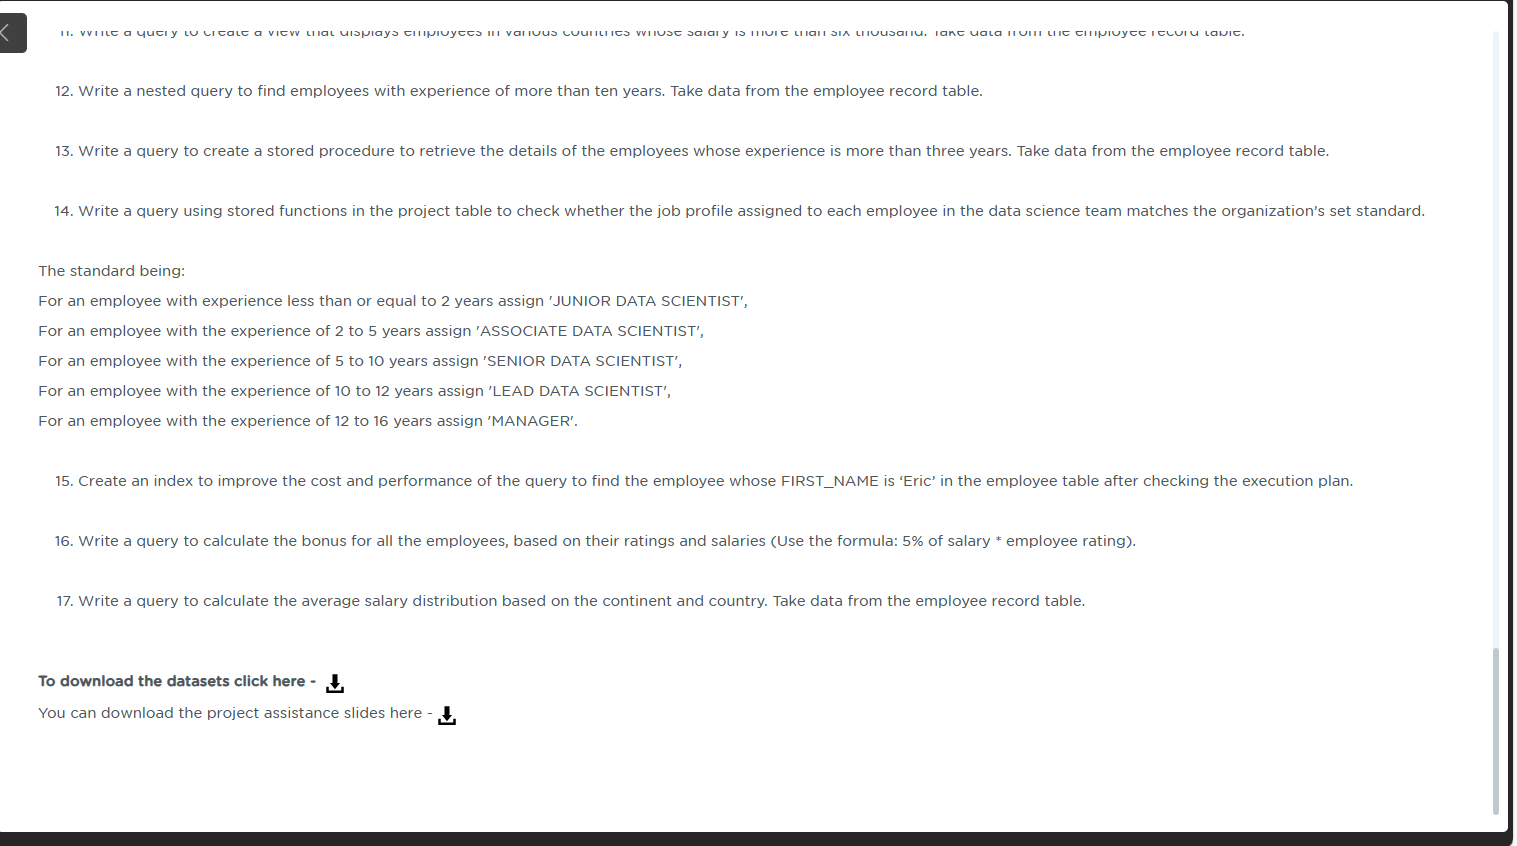 11. Write a query to create a view that displays employees in various countries whose salary is more than six thousand. Take data from the employee record table.
12. Write a nested query to find employees with experience of more than ten years. Take data from the employee record table.
13. Write a query to create a stored procedure to retrieve the details of the employees whose experience is more than three years. Take data from the employee record table.
14. Write a query using stored functions in the project table to check whether the job profile assigned to each employee in the data science team matches the organization’s set standard.
The standard being:
For an employee with experience less than or equal to 2 years assign 'JUNIOR DATA SCIENTIST',
For an employee with the experience of 2 to 5 years assign 'ASSOCIATE DATA SCIENTIST',
For an employee with the experience of 5 to 10 years assign 'SENIOR DATA SCIENTIST',
For an employee with the experience of 10 to 12 years assign 'LEAD DATA SCIENTIST',
For an employee with the experience of 12 to 16 years assign 'MANAGER'.
15. Create an index to improve the cost and performance of the query to find the employee whose FIRST_NAME is ‘Eric’ in the employee table after checking the execution plan.
16. Write a query to calculate the bonus for all the employees, based on their ratings and salaries (Use the formula: 5% of salary * employee rating).
17. Write a query to calculate the average salary distribution based on the continent and country. Take data from the employee record table.
To download the datasets click here -
You can download the project assistance slides here -